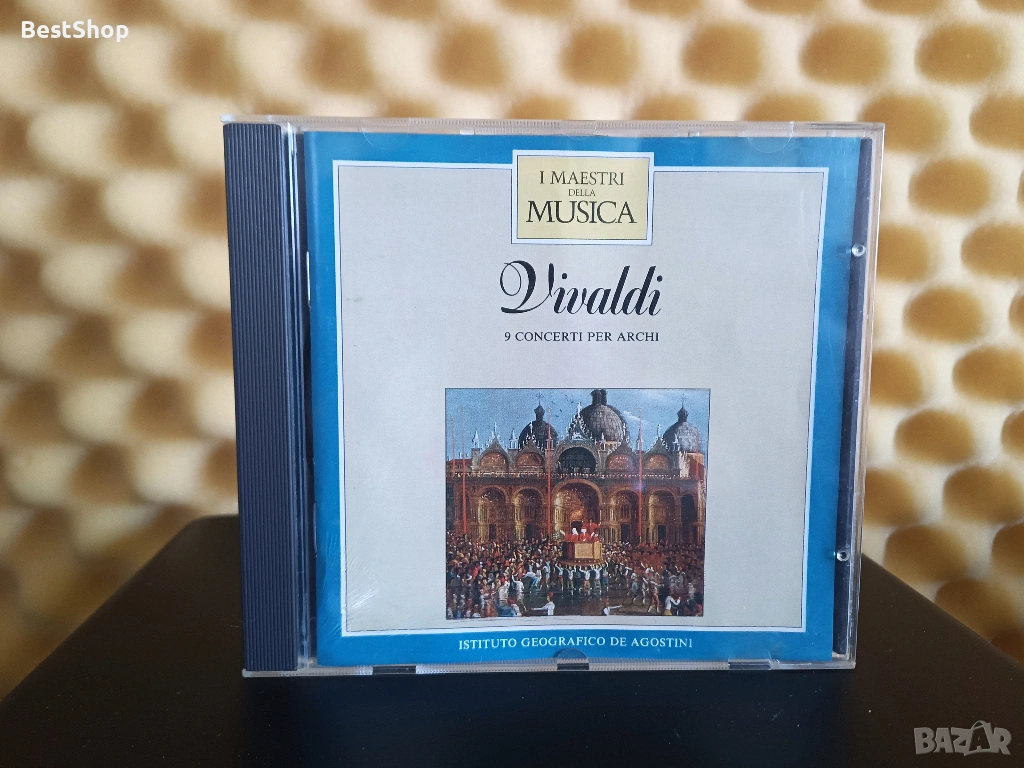 BestShop
I MAESTRI
DELLA
MUSICA
Vivaldi
9 CONCERTI PER ARCHI
ISTITUTO GEOGRAFICO DE AGOSTINI
BAZAR